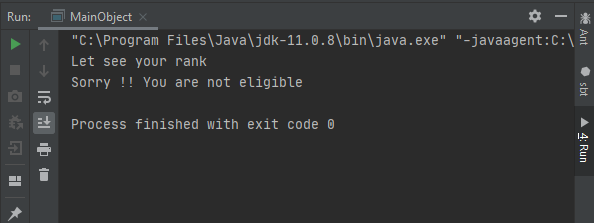 Run: MainObject
"C:\Program Files\Java\jdk-11.0.8\bin\java.exe" "-javaagent:C:\
Let see your rank
Sorry !! You are not eligible
Process finished with exit code 0
Ant
sbt
4: Run